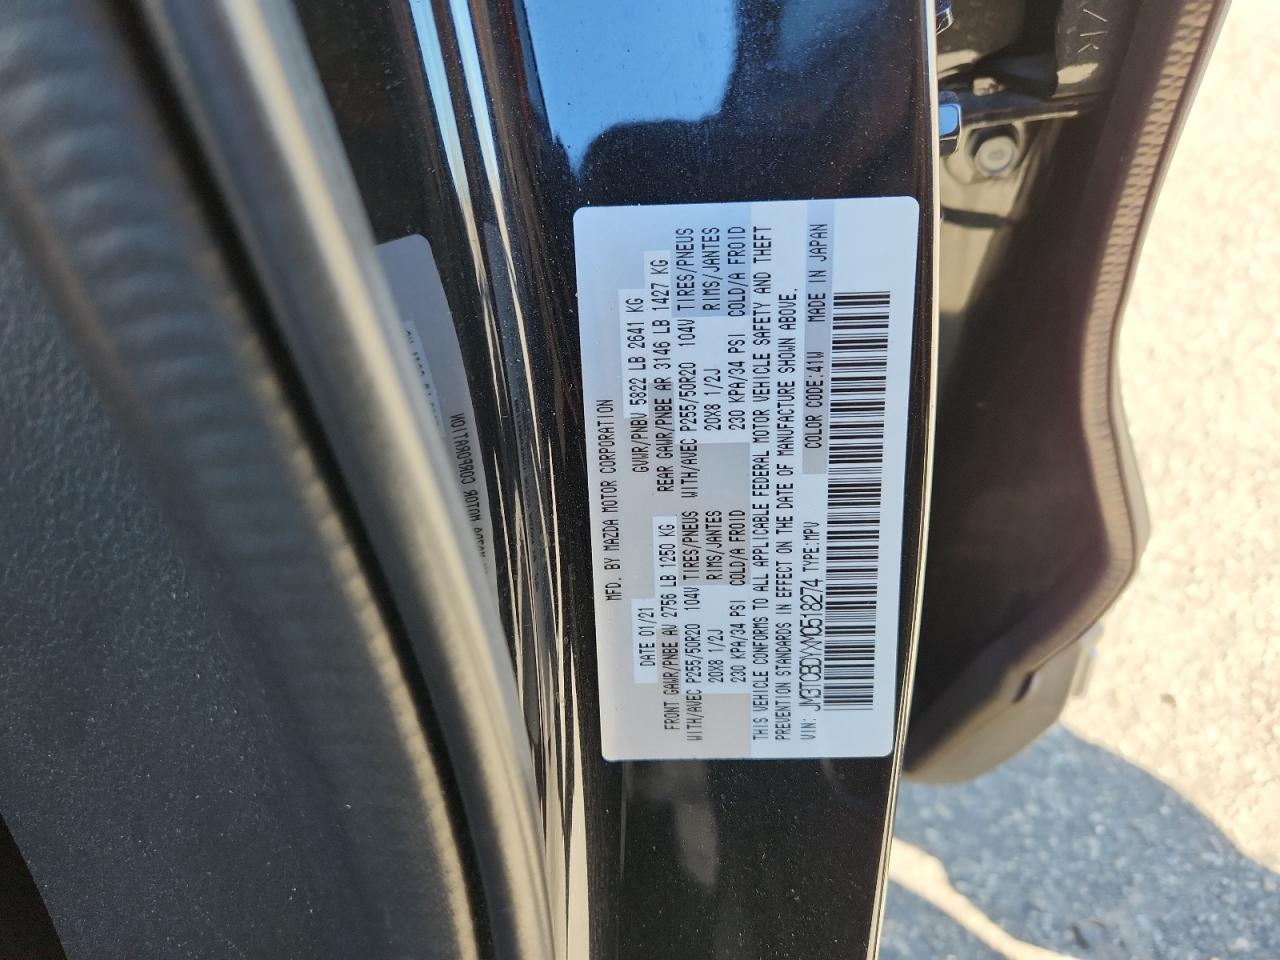 MFD. BY MAZDA MOTOR CORPORATION
DATE 01/21 GVWR/PNBV 5822 LB 2641 KG
FRONT GAWR/PNBE AV 2756 LB 1250 KG REAR GAWR/PNBE AR 3146 LB 1427 KG
WITH/AVEC P255/50R20 104V TIRES/PNEUS WITH/AVEC P255/50R20 104V TIRES/PNEUS
20X8 1/2J RIMS/JANTES 20X8 1/2J RIMS/JANTES
230 KPA/34 PSI COLD/A FROID 230 KPA/34 PSI COLD/A FROID
THIS VEHICLE CONFORMS TO ALL APPLICABLE FEDERAL MOTOR VEHICLE SAFETY AND THEFT
PREVENTION STANDARDS IN EFFECT ON THE DATE OF MANUFACTURE SHOWN ABOVE.
VIN: JM3TCBDYXM0518274 TYPE:MPV COLOR CODE:41W MADE IN JAPAN
MOTOR CORPORATION